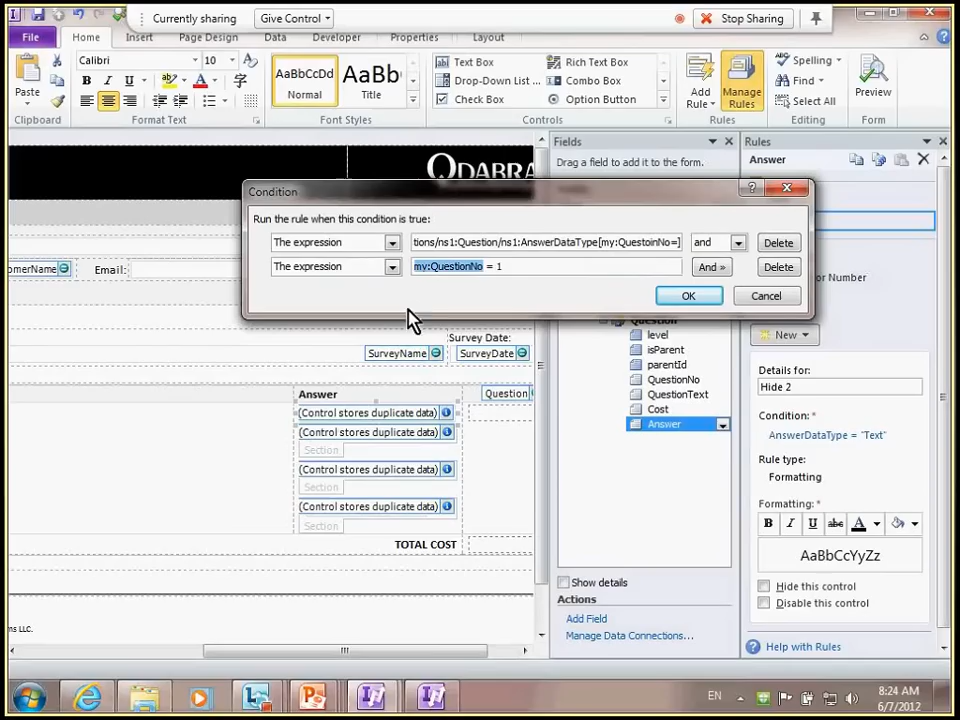 Currently sharing
Give Control
Stop Sharing
File
Home
Insert
Page Design
Data
Developer
Properties
Layout
Paste
Clipboard
Calibri
10
B I U
Format Text
AaBbCcDd
Normal
AaBb
Title
Font Styles
Text Box
Drop-Down List ...
Check Box
Rich Text Box
Combo Box
Option Button
Controls
Add
Rule
Manage
Rules
Rules
Spelling
Find
Select All
Editing
Preview
Form
QDABRA
omerName
Email:
Survey Date:
SurveyName
SurveyDate
Answer
Question
(Control stores duplicate data)
(Control stores duplicate data)
Section
(Control stores duplicate data)
Section
(Control stores duplicate data)
Section
TOTAL COST
ms LLC.
Condition
Run the rule when this condition is true:
The expression
tions/ns1:Question/ns1:AnswerDataType[my:QuestoinNo=]
and
Delete
The expression
my:QuestionNo = 1
And »
Delete
OK
Cancel
Fields
Drag a field to add it to the form.
Question
level
isParent
parentId
QuestionNo
QuestionText
Cost
Answer
Show details
Actions
Add Field
Manage Data Connections...
Rules
Answer
or Number
New
Details for:
Hide 2
Condition: *
AnswerDataType = "Text"
Rule type:
Formatting
Formatting: *
B I U abc A
AaBbCcYyZz
Hide this control
Disable this control
Help with Rules
EN
8:24 AM
6/7/2012